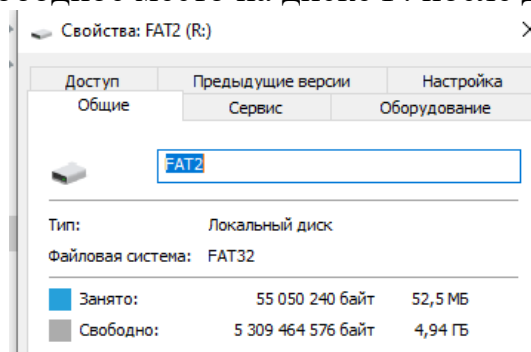 Свойства: FAT2 (R:)
Доступ Предыдущие версии Настройка
Общие Сервис Оборудование
FAT2
Тип: Локальный диск
Файловая система: FAT32
Занято: 55 050 240 байт 52,5 МБ
Свободно: 5 309 464 576 байт 4,94 ГБ